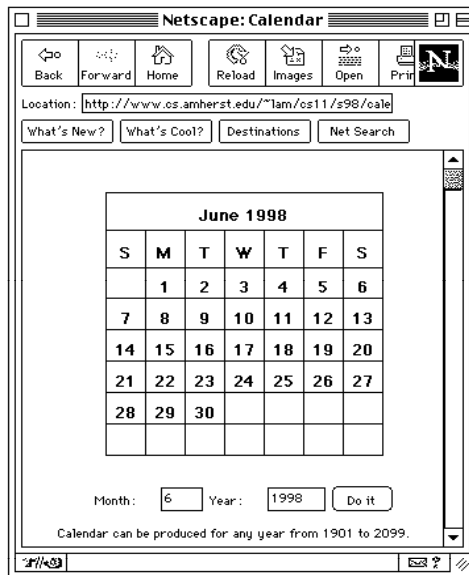 Netscape: Calendar
Back Forward Home Reload Images Open Prin N
Location: http://www.cs.amherst.edu/~lam/cs11/s98/cale
What's New? What's Cool? Destinations Net Search
June 1998
S M T W T F S
1 2 3 4 5 6
7 8 9 10 11 12 13
14 15 16 17 18 19 20
21 22 23 24 25 26 27
28 29 30
Month: 6 Year: 1998 Do it
Calendar can be produced for any year from 1901 to 2099.
?